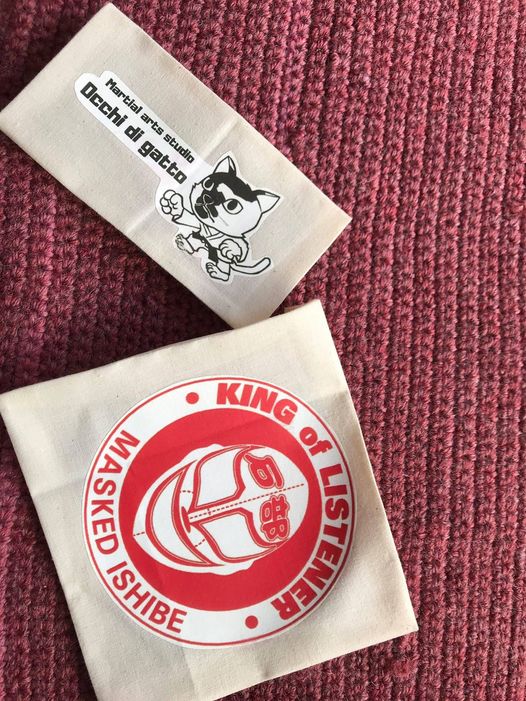 Martial arts studio
Occhi di gatto
KING of LISTENER
石部
MASKED ISHIBE